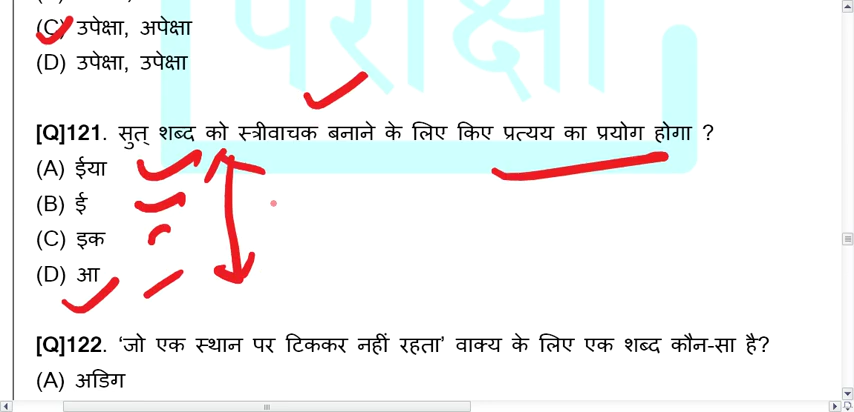 (C) उपेक्षा, अपेक्षा
(D) उपेक्षा, उपेक्षा
परीक्षा
[Q]121. सुत् शब्द को स्त्रीवाचक बनाने के लिए किए प्रत्यय का प्रयोग होगा ?
(A) ईया
(B) ई
(C) इक
(D) आ
[Q]122. ‘जो एक स्थान पर टिककर नहीं रहता’ वाक्य के लिए एक शब्द कौन-सा है?
(A) अडिग